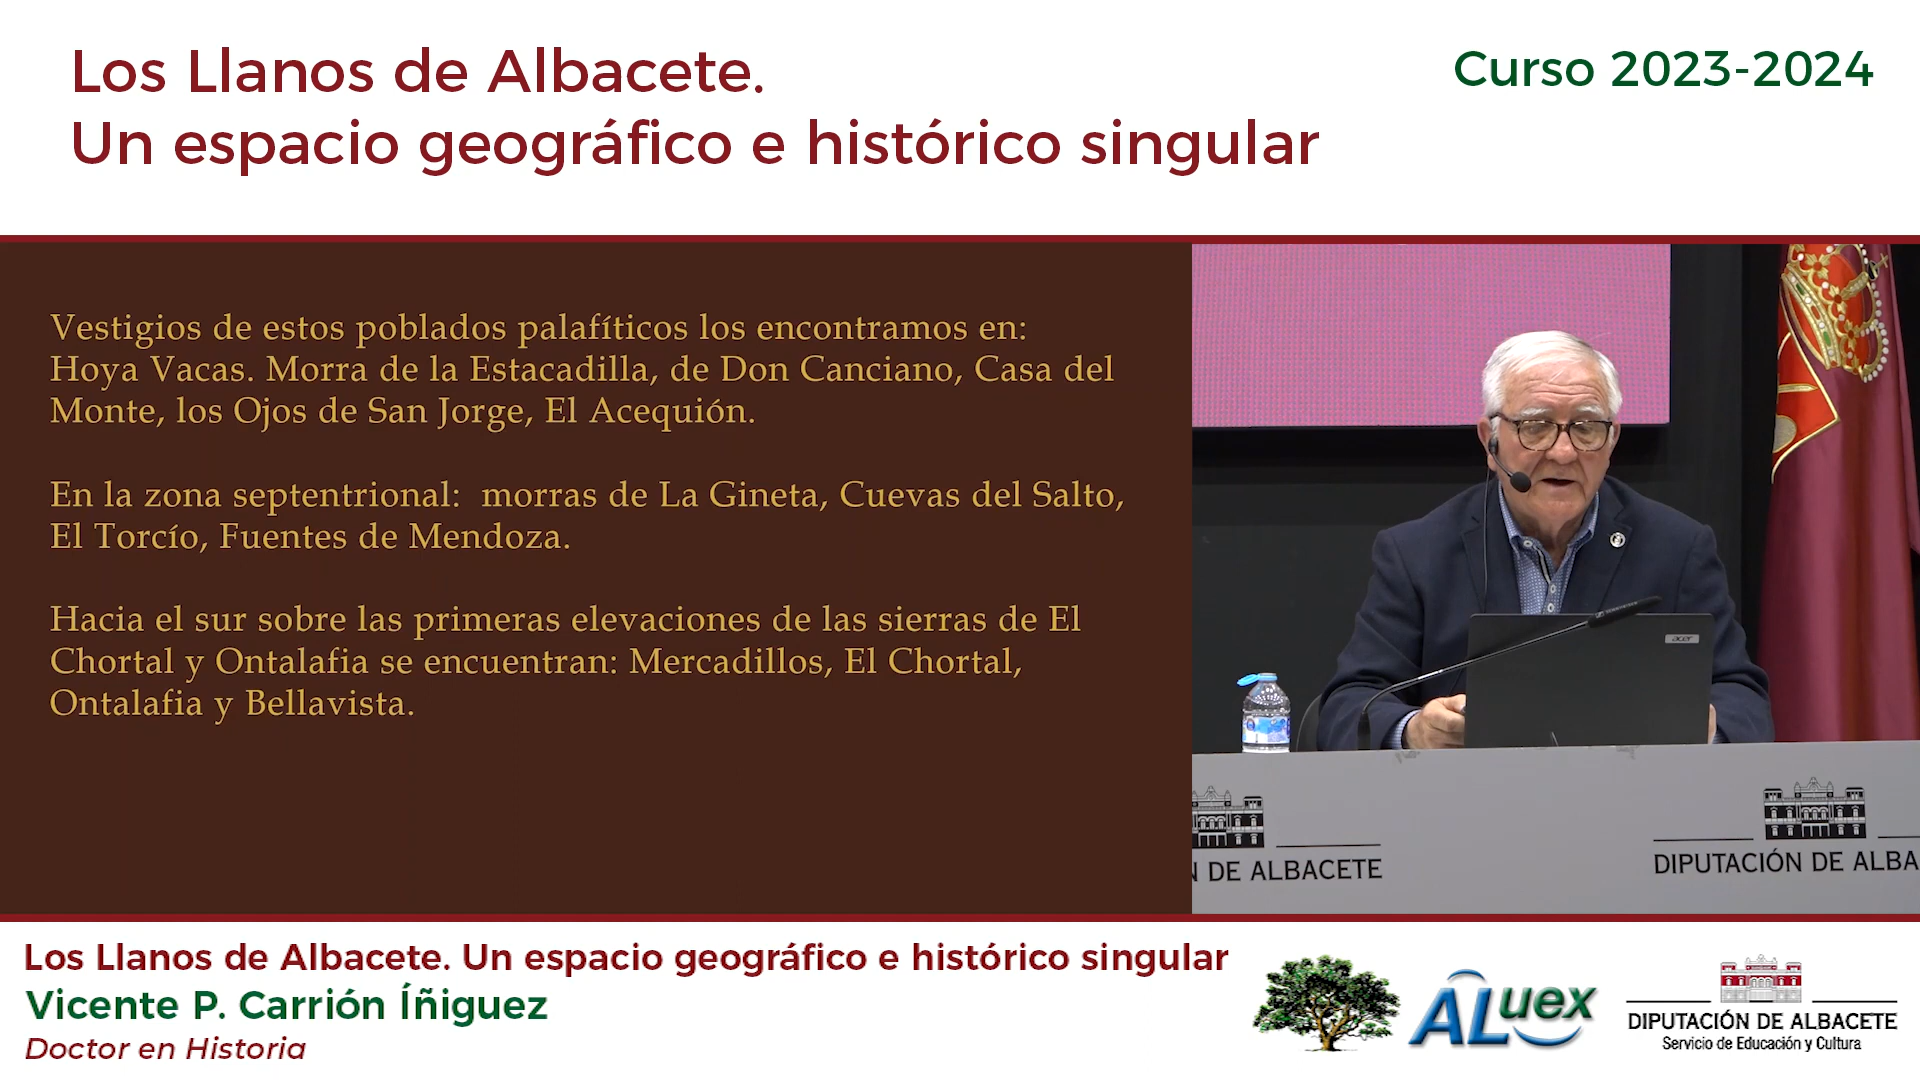 Los Llanos de Albacete.
Un espacio geográfico e histórico singular
Curso 2023-2024
Vestigios de estos poblados palafíticos los encontramos en:
Hoya Vacas. Morra de la Estacadilla, de Don Canciano, Casa del
Monte, los Ojos de San Jorge, El Acequión.
En la zona septentrional:  morras de La Gineta, Cuevas del Salto,
El Torcío, Fuentes de Mendoza.
Hacia el sur sobre las primeras elevaciones de las sierras de El
Chortal y Ontalafia se encuentran: Mercadillos, El Chortal,
Ontalafia y Bellavista.
acer
N DE ALBACETE
DIPUTACIÓN DE ALBA
Los Llanos de Albacete. Un espacio geográfico e histórico singular
Vicente P. Carrión Íñiguez
Doctor en Historia
ALuex
DIPUTACIÓN DE ALBACETE
Servicio de Educación y Cultura